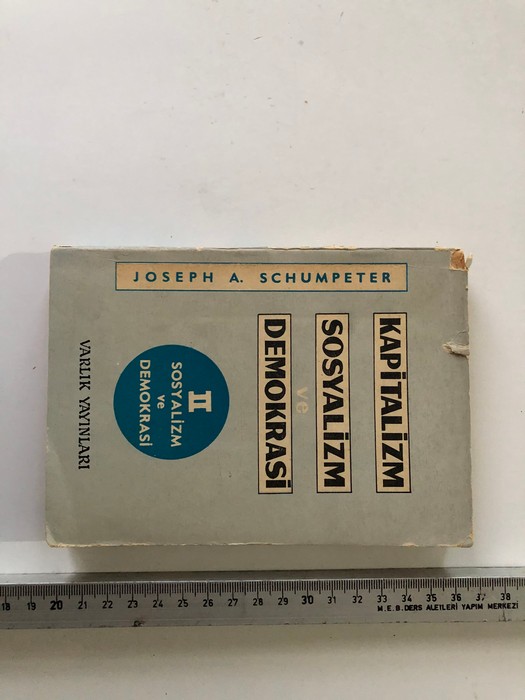 JOSEPH A. SCHUMPETER
KAPİTALİZM
SOSYALİZM
ve
DEMOKRASİ
II
SOSYALİZM
ve
DEMOKRASİ
VARLIK YAYINLARI
18 19 20 21 22 23 24 25 26 27 28 29 30 31 32 33 34 35 36 37 38
M.E.B. DERS ALETLERİ YAPIM MERKEZİ